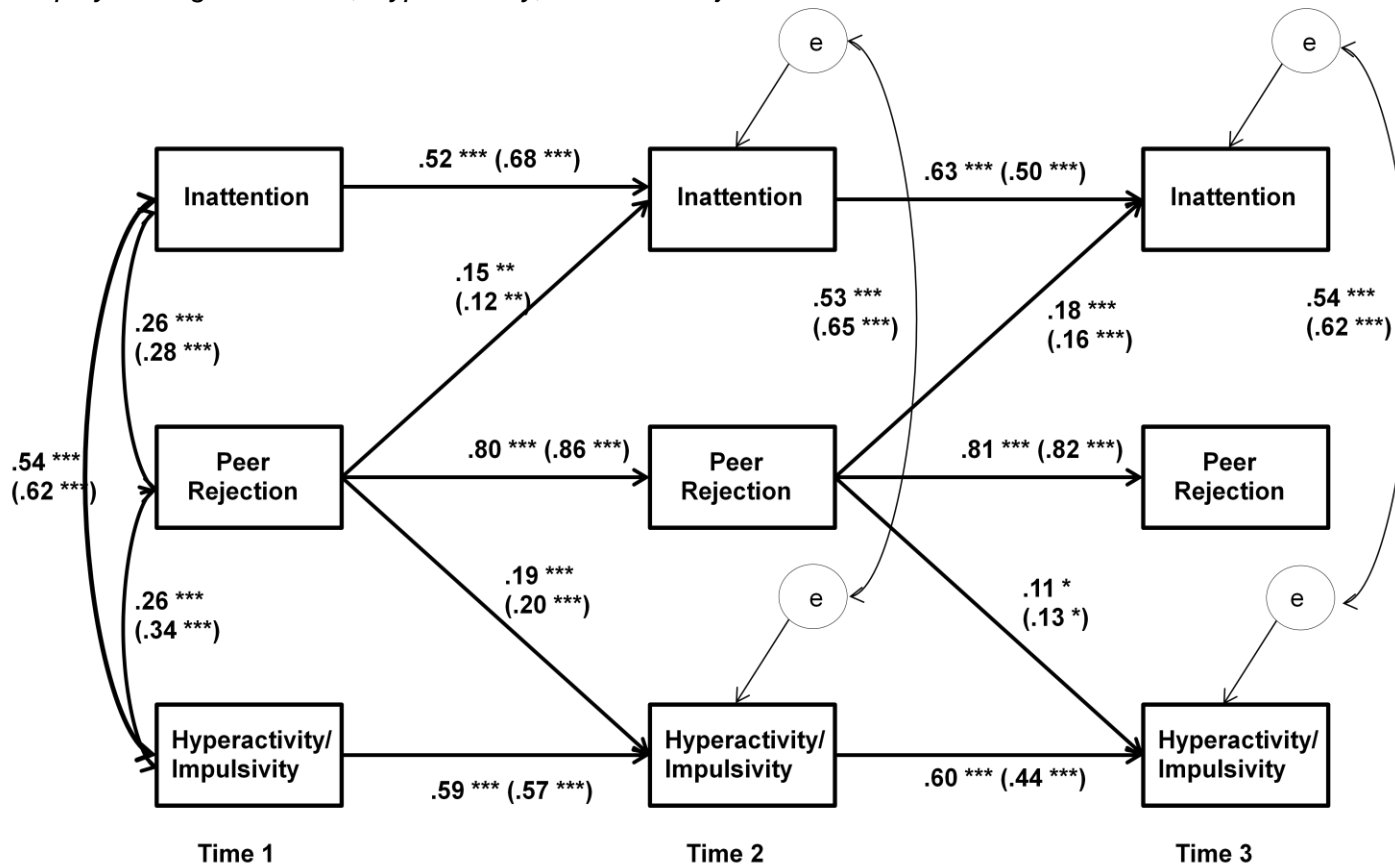 e e
.52 *** (.68 ***) .63 *** (.50 ***)
Inattention Inattention Inattention
.15 **
(.12 **)
.53 ***
(.65 ***)
.18 ***
(.16 ***)
.54 ***
(.62 ***)
.26 ***
(.28 ***)
.54 ***
(.62 ***)
Peer
Rejection
.80 *** (.86 ***)
Peer
Rejection
.81 *** (.82 ***)
Peer
Rejection
.26 ***
(.34 ***)
.19 ***
(.20 ***)
e
.11 *
(.13 *)
e
Hyperactivity/
Impulsivity
.59 *** (.57 ***)
Hyperactivity/
Impulsivity
.60 *** (.44 ***)
Hyperactivity/
Impulsivity
Time 1 Time 2 Time 3